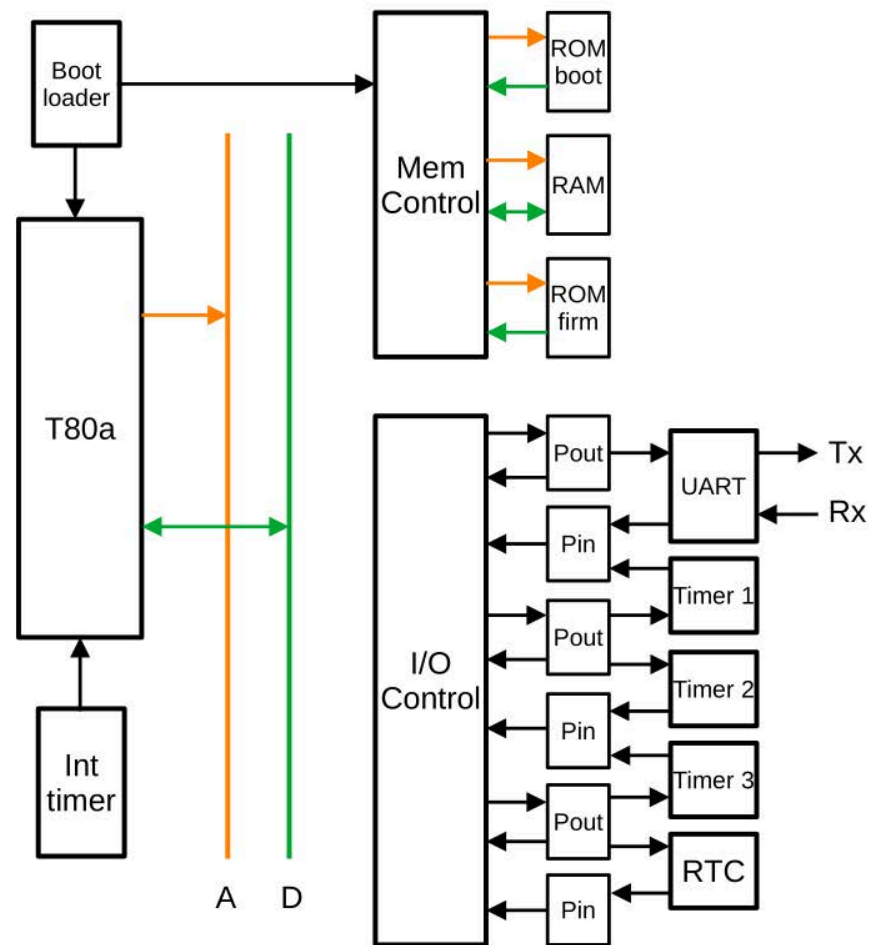 Boot
loader
T80a
Int
timer
A
D
Mem
Control
ROM
boot
RAM
ROM
firm
I/O
Control
Pout
Pin
Pout
Pin
Pout
Pin
UART
Tx
Rx
Timer 1
Timer 2
Timer 3
RTC